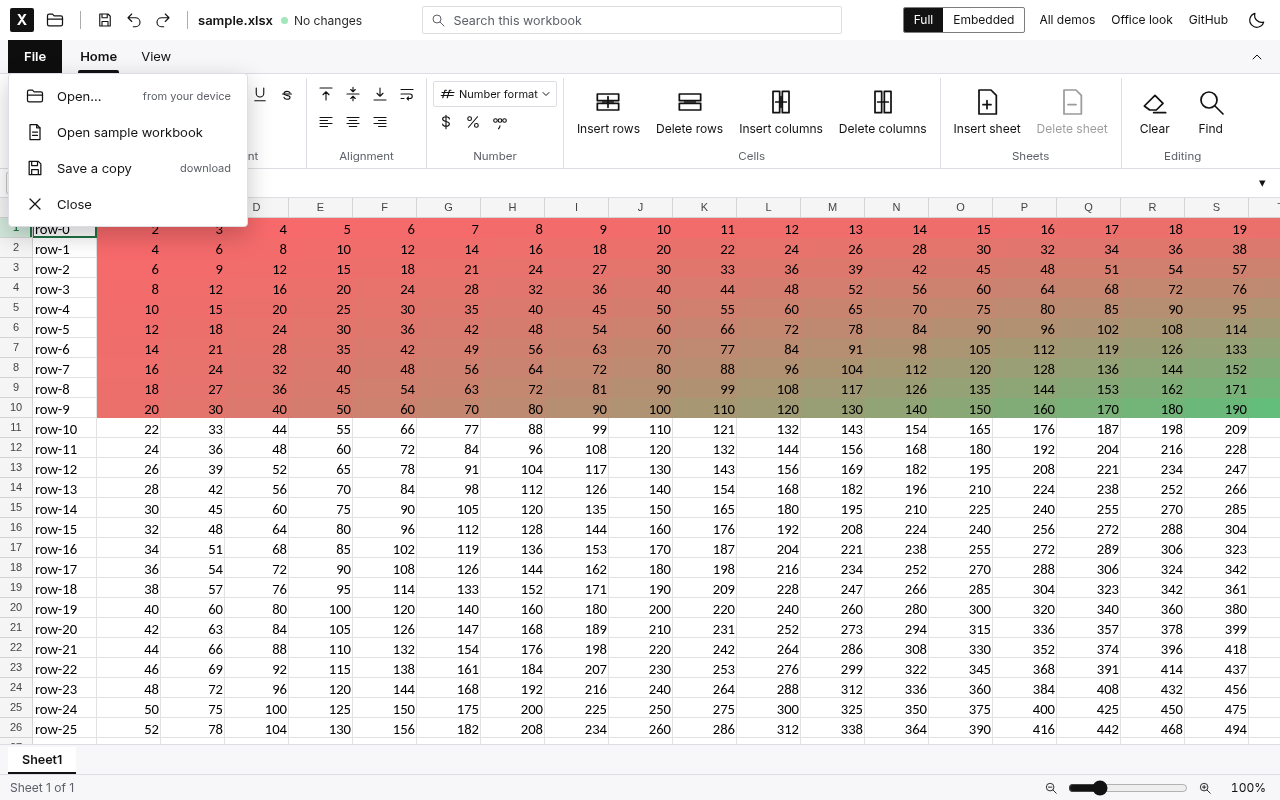 X sample.xlsx No changes Search this workbook Full Embedded All demos Office look GitHub
File Home View
Open... from your device
Open sample workbook
Save a copy download
Close
U S Number format
$ %
Insert rows Delete rows Insert columns Delete columns Insert sheet Delete sheet Clear Find
Alignment Number Cells Sheets Editing
D E F G H I J K L M N O P Q R S
1 row-0 2 3 4 5 6 7 8 9 10 11 12 13 14 15 16 17 18 19
2 row-1 4 6 8 10 12 14 16 18 20 22 24 26 28 30 32 34 36 38
3 row-2 6 9 12 15 18 21 24 27 30 33 36 39 42 45 48 51 54 57
4 row-3 8 12 16 20 24 28 32 36 40 44 48 52 56 60 64 68 72 76
5 row-4 10 15 20 25 30 35 40 45 50 55 60 65 70 75 80 85 90 95
6 row-5 12 18 24 30 36 42 48 54 60 66 72 78 84 90 96 102 108 114
7 row-6 14 21 28 35 42 49 56 63 70 77 84 91 98 105 112 119 126 133
8 row-7 16 24 32 40 48 56 64 72 80 88 96 104 112 120 128 136 144 152
9 row-8 18 27 36 45 54 63 72 81 90 99 108 117 126 135 144 153 162 171
10 row-9 20 30 40 50 60 70 80 90 100 110 120 130 140 150 160 170 180 190
11 row-10 22 33 44 55 66 77 88 99 110 121 132 143 154 165 176 187 198 209
12 row-11 24 36 48 60 72 84 96 108 120 132 144 156 168 180 192 204 216 228
13 row-12 26 39 52 65 78 91 104 117 130 143 156 169 182 195 208 221 234 247
14 row-13 28 42 56 70 84 98 112 126 140 154 168 182 196 210 224 238 252 266
15 row-14 30 45 60 75 90 105 120 135 150 165 180 195 210 225 240 255 270 285
16 row-15 32 48 64 80 96 112 128 144 160 176 192 208 224 240 256 272 288 304
17 row-16 34 51 68 85 102 119 136 153 170 187 204 221 238 255 272 289 306 323
18 row-17 36 54 72 90 108 126 144 162 180 198 216 234 252 270 288 306 324 342
19 row-18 38 57 76 95 114 133 152 171 190 209 228 247 266 285 304 323 342 361
20 row-19 40 60 80 100 120 140 160 180 200 220 240 260 280 300 320 340 360 380
21 row-20 42 63 84 105 126 147 168 189 210 231 252 273 294 315 336 357 378 399
22 row-21 44 66 88 110 132 154 176 198 220 242 264 286 308 330 352 374 396 418
23 row-22 46 69 92 115 138 161 184 207 230 253 276 299 322 345 368 391 414 437
24 row-23 48 72 96 120 144 168 192 216 240 264 288 312 336 360 384 408 432 456
25 row-24 50 75 100 125 150 175 200 225 250 275 300 325 350 375 400 425 450 475
26 row-25 52 78 104 130 156 182 208 234 260 286 312 338 364 390 416 442 468 494
Sheet1
Sheet 1 of 1 100%